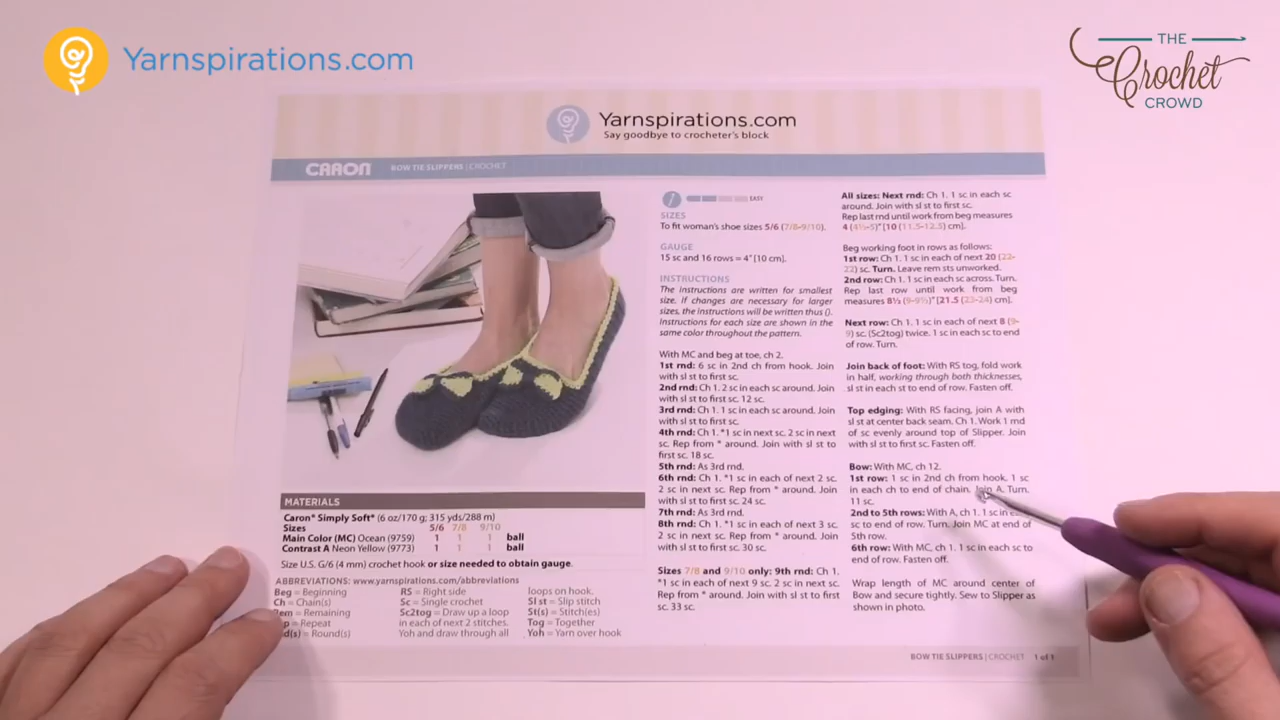 Yarnspirations.com
THE
Crochet
CROWD
Yarnspirations.com
Say goodbye to crocheter's block
CARON BOW TIE SLIPPERS | CROCHET
EASY
SIZES
To fit woman's shoe sizes 5/6 (7/8-9/10).
GAUGE
15 sc and 16 rows = 4" [10 cm].
INSTRUCTIONS
The instructions are written for smallest
size. If changes are necessary for larger
sizes, the instructions will be written thus ().
Instructions for each size are shown in the
same color throughout the pattern.
With MC and beg at toe, ch 2.
1st rnd: 6 sc in 2nd ch from hook. Join
with sl st to first sc.
2nd rnd: Ch 1. 2 sc in each sc around. Join
with sl st to first sc. 12 sc.
3rd rnd: Ch 1. 1 sc in each sc around. Join
with sl st to first sc.
4th rnd: Ch 1. *1 sc in next sc. 2 sc in next
sc. Rep from * around. Join with sl st to
first sc. 18 sc.
5th rnd: As 3rd rnd.
6th rnd: Ch 1. *1 sc in each of next 2 sc.
2 sc in next sc. Rep from * around. Join
with sl st to first sc. 24 sc.
7th rnd: As 3rd rnd.
8th rnd: Ch 1. *1 sc in each of next 3 sc.
2 sc in next sc. Rep from * around. Join
with sl st to first sc. 30 sc.
Sizes 7/8 and 9/10 only: 9th rnd: Ch 1.
*1 sc in each of next 9 sc. 2 sc in next
sc. Rep from * around. Join with sl st to first
sc. 33 sc.
All sizes: Next rnd: Ch 1. 1 sc in each sc
around. Join with sl st to first sc.
Rep last rnd until work from beg measures
4 (4½-5)" [10 (11.5-12.5) cm].
Beg working foot in rows as follows:
1st row: Ch 1. 1 sc in each of next 20 (22-
22) sc. Turn. Leave rem sts unworked.
2nd row: Ch 1. 1 sc in each sc across. Turn.
Rep last row until work from beg
measures 8½ (9-9½)" [21.5 (23-24) cm].
Next row: Ch 1. 1 sc in each of next 8 (9-
9) sc. (Sc2tog) twice. 1 sc in each sc to end
of row. Turn.
Join back of foot: With RS tog, fold work
in half, working through both thicknesses,
sl st in each st to end of row. Fasten off.
Top edging: With RS facing, join A with
sl st at center back seam. Ch 1. Work 1 rnd
of sc evenly around top of Slipper. Join
with sl st to first sc. Fasten off.
Bow: With MC, ch 12.
1st row: 1 sc in 2nd ch from hook. 1 sc
in each ch to end of chain. Join A. Turn.
11 sc.
2nd to 5th rows: With A, ch 1. 1 sc in
sc to end of row. Turn. Join MC at end of
5th row.
6th row: With MC, ch 1. 1 sc in each sc to
end of row. Fasten off.
Wrap length of MC around center of
Bow and secure tightly. Sew to Slipper as
shown in photo.
MATERIALS
Caron® Simply Soft® (6 oz/170 g; 315 yds/288 m)
Sizes 5/6 7/8 9/10
Main Color (MC) Ocean (9759) 1 1 1 ball
Contrast A Neon Yellow (9773) 1 1 1 ball
Size U.S. G/6 (4 mm) crochet hook or size needed to obtain gauge.
ABBREVIATIONS: www.yarnspirations.com/abbreviations
Beg = Beginning
Ch = Chain(s)
Rem = Remaining
= Repeat
= Round(s)
RS = Right side
Sc = Single crochet
Sc2tog = Draw up a loop
in each of next 2 stitches.
Yoh and draw through all
loops on hook.
Sl st = Slip stitch
St(s) = Stitch(es)
Tog = Together
Yoh = Yarn over hook
BOW TIE SLIPPERS | CROCHET 1 of 1